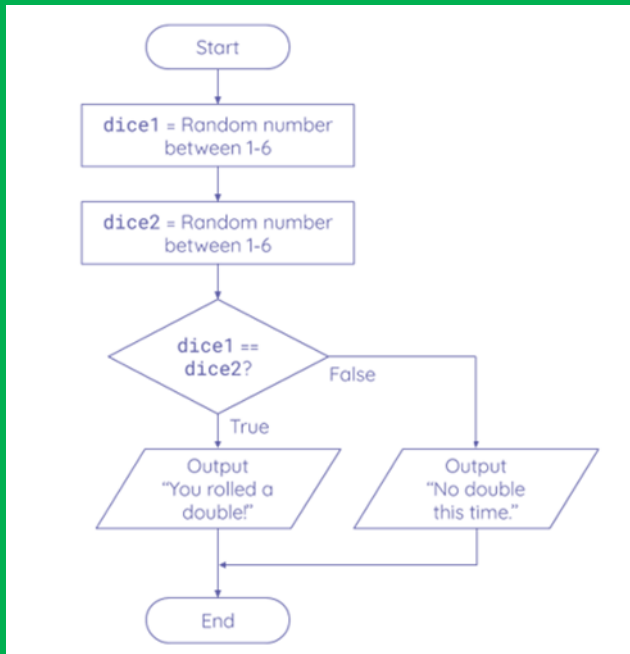 Start
dice1 = Random number
between 1-6
dice2 = Random number
between 1-6
dice1 ==
dice2?
False
True
Output
"You rolled a
double!"
Output
"No double
this time."
End